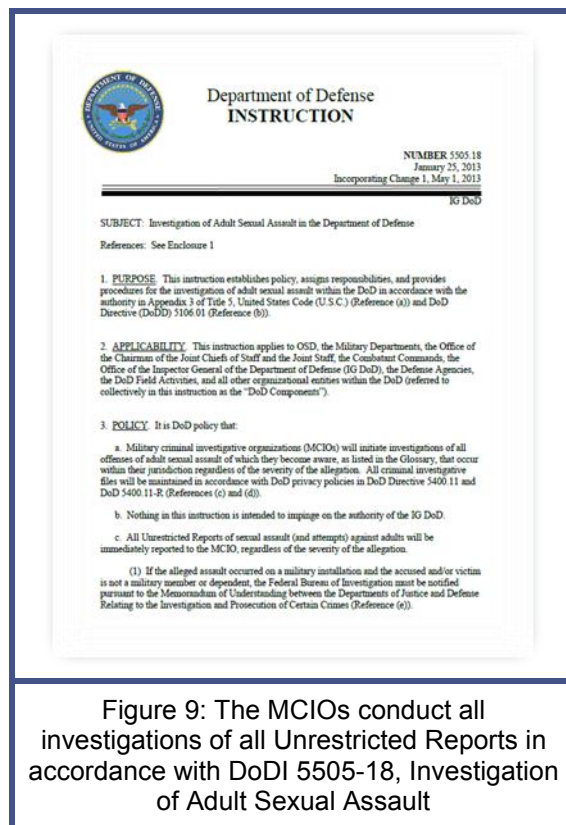 DEPARTMENT OF DEFENSE
UNITED STATES OF AMERICA
Department of Defense
INSTRUCTION
NUMBER 5505.18
January 25, 2013
Incorporating Change 1, May 1, 2013
IG DoD
SUBJECT: Investigation of Adult Sexual Assault in the Department of Defense
References: See Enclosure 1
1. PURPOSE. This instruction establishes policy, assigns responsibilities, and provides
procedures for the investigation of adult sexual assault within the DoD in accordance with the
authority in Appendix 3 of Title 5, United States Code (U.S.C.) (Reference (a)) and DoD
Directive (DoDD) 5106.01 (Reference (b)).
2. APPLICABILITY. This instruction applies to OSD, the Military Departments, the Office of
the Chairman of the Joint Chiefs of Staff and the Joint Staff, the Combatant Commands, the
Office of the Inspector General of the Department of Defense (IG DoD), the Defense Agencies,
the DoD Field Activities, and all other organizational entities within the DoD (referred to
collectively in this instruction as the “DoD Components”).
3. POLICY. It is DoD policy that:
a. Military criminal investigative organizations (MCIOs) will initiate investigations of all
offenses of adult sexual assault of which they become aware, as listed in the Glossary, that occur
within their jurisdiction regardless of the severity of the allegation. All criminal investigative
files will be maintained in accordance with DoD privacy policies in DoD Directive 5400.11 and
DoD 5400.11-R (References (c) and (d)).
b. Nothing in this instruction is intended to impinge on the authority of the IG DoD.
c. All Unrestricted Reports of sexual assault (and attempts) against adults will be
immediately reported to the MCIO, regardless of the severity of the allegation.
(1) If the alleged assault occurred on a military installation and the accused and/or victim
is not a military member or dependent, the Federal Bureau of Investigation must be notified
pursuant to the Memorandum of Understanding between the Departments of Justice and Defense
Relating to the Investigation and Prosecution of Certain Crimes (Reference (e)).
Figure 9: The MCIOs conduct all
investigations of all Unrestricted Reports in
accordance with DoDI 5505-18, Investigation
of Adult Sexual Assault